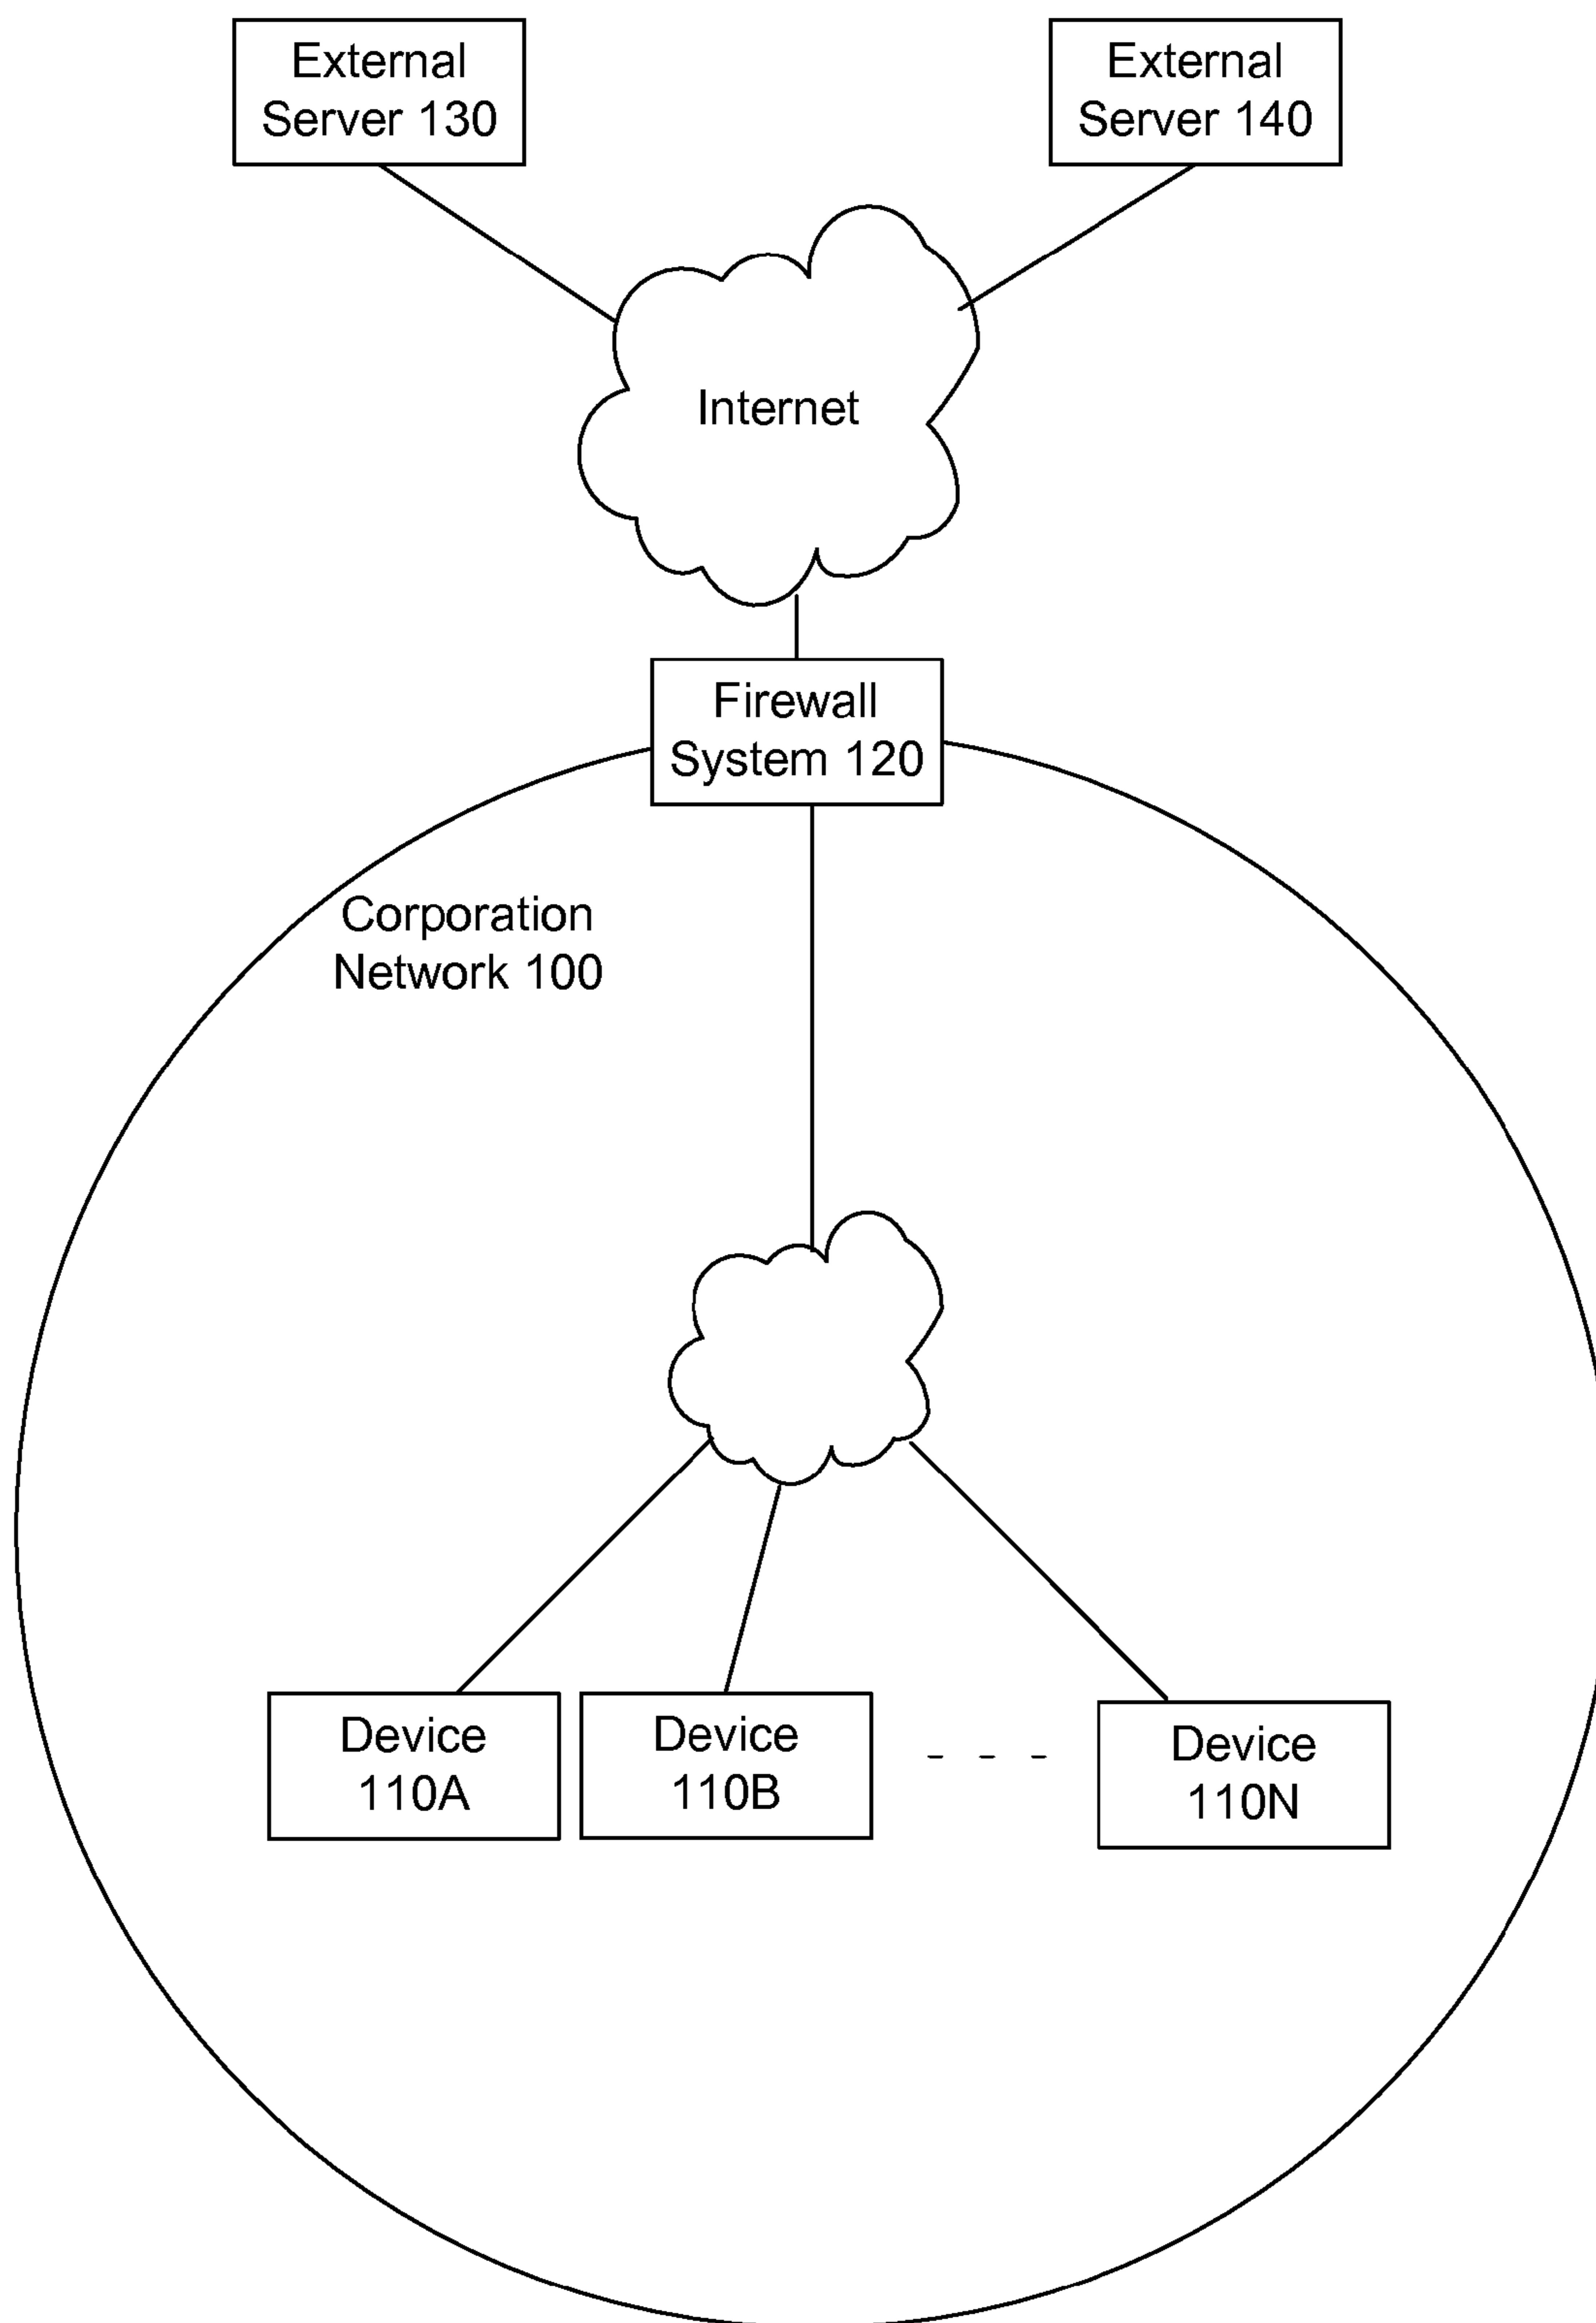 External
Server 130
External
Server 140
Internet
Firewall
System 120
Corporation
Network 100
Device
110A
Device
110B
Device
110N